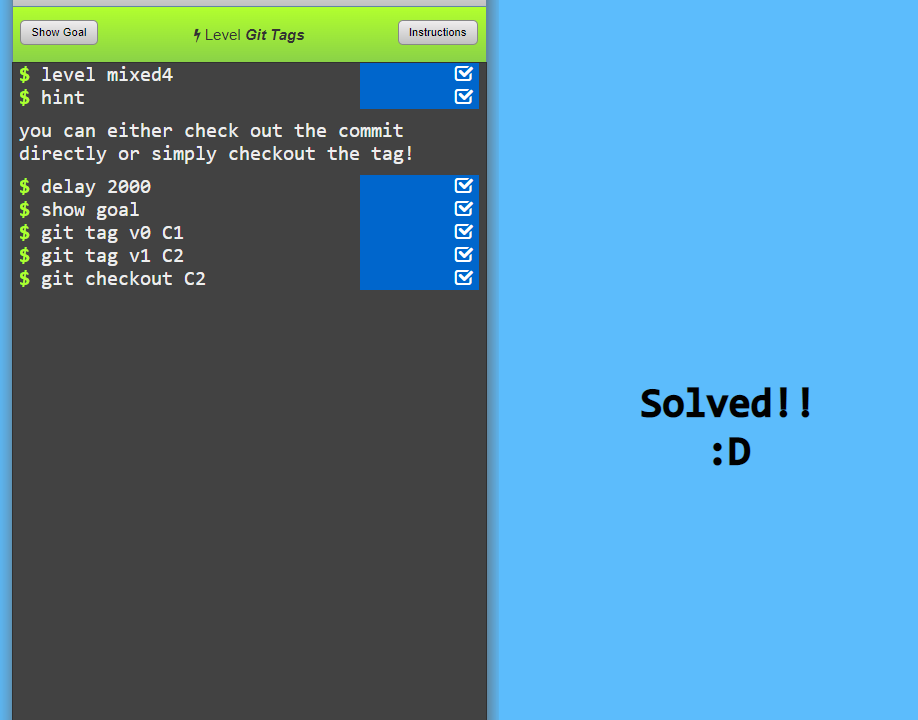 Show Goal
Level Git Tags
Instructions
$ level mixed4
$ hint
you can either check out the commit
directly or simply checkout the tag!
$ delay 2000
$ show goal
$ git tag v0 C1
$ git tag v1 C2
$ git checkout C2
Solved!!
:D